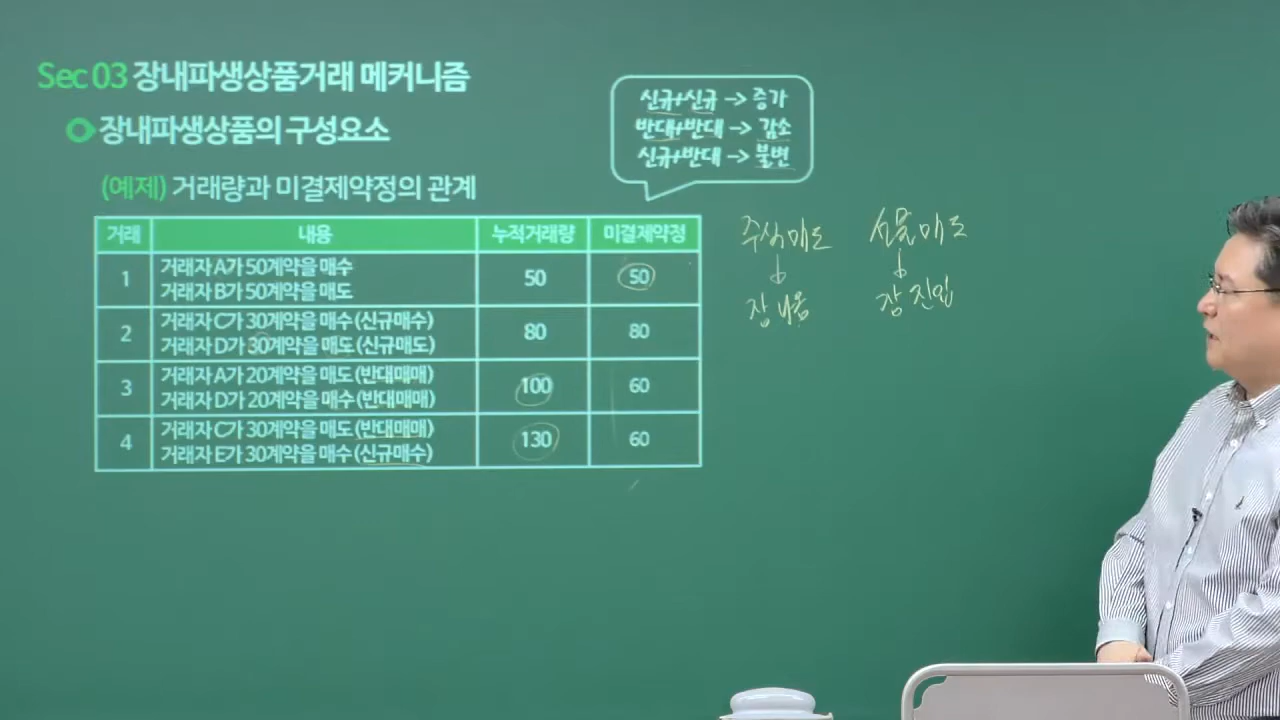 Sec 03 장내파생상품거래 메커니즘
장내파생상품의 구성요소
(예제) 거래량과 미결제약정의 관계
신규+신규 → 증가
반대+반대 → 감소
신규+반대 → 불변
거래 내용 누적거래량 미결제약정
1 거래자 A가 50계약을 매수 50 50
거래자 B가 50계약을 매도
2 거래자 C가 30계약을 매수 (신규매수) 80 80
거래자 D가 30계약을 매도 (신규매도)
3 거래자 A가 20계약을 매도 (반대매매) 100 60
거래자 D가 20계약을 매수 (반대매매)
4 거래자 C가 30계약을 매도 (반대매매) 130 60
거래자 E가 30계약을 매수 (신규매수)
주식매도 선물매도
↓ ↓
진입